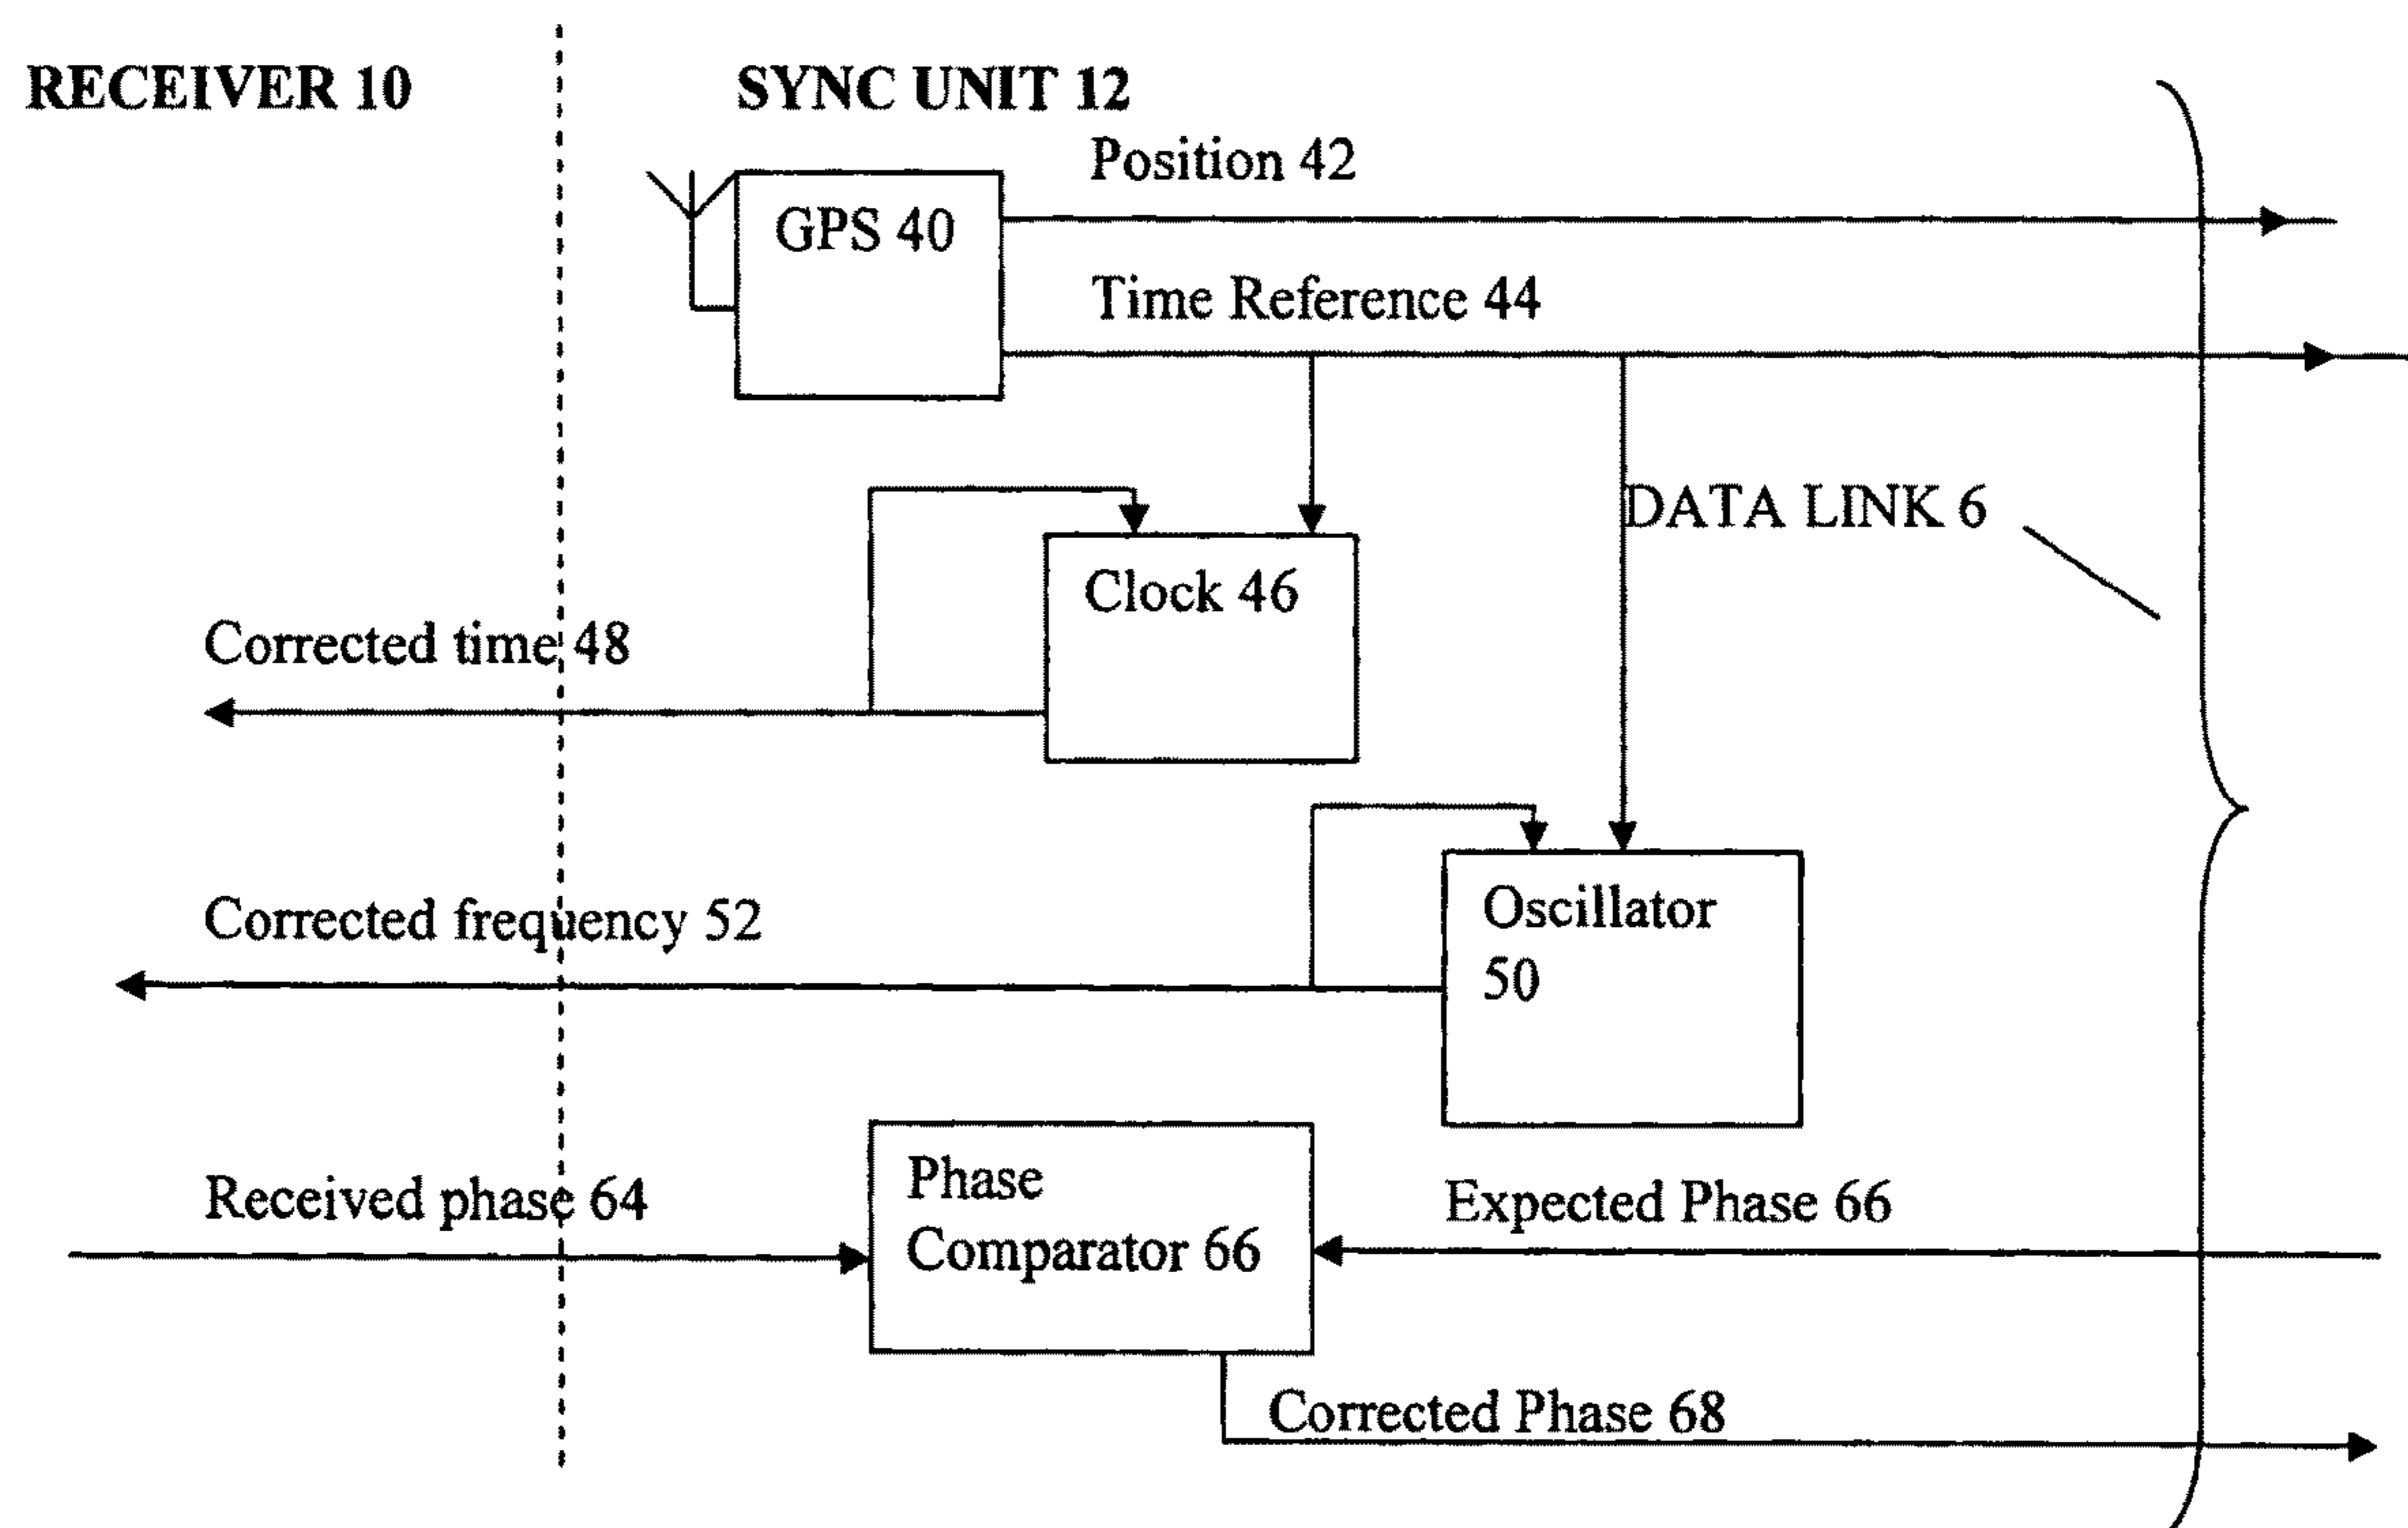 RECEIVER 10
SYNC UNIT 12
Position 42
GPS 40
Time Reference 44
DATA LINK 6
Clock 46
Corrected time 48
Oscillator
50
Corrected frequency 52
Phase
Comparator 66
Received phase 64
Expected Phase 66
Corrected Phase 68